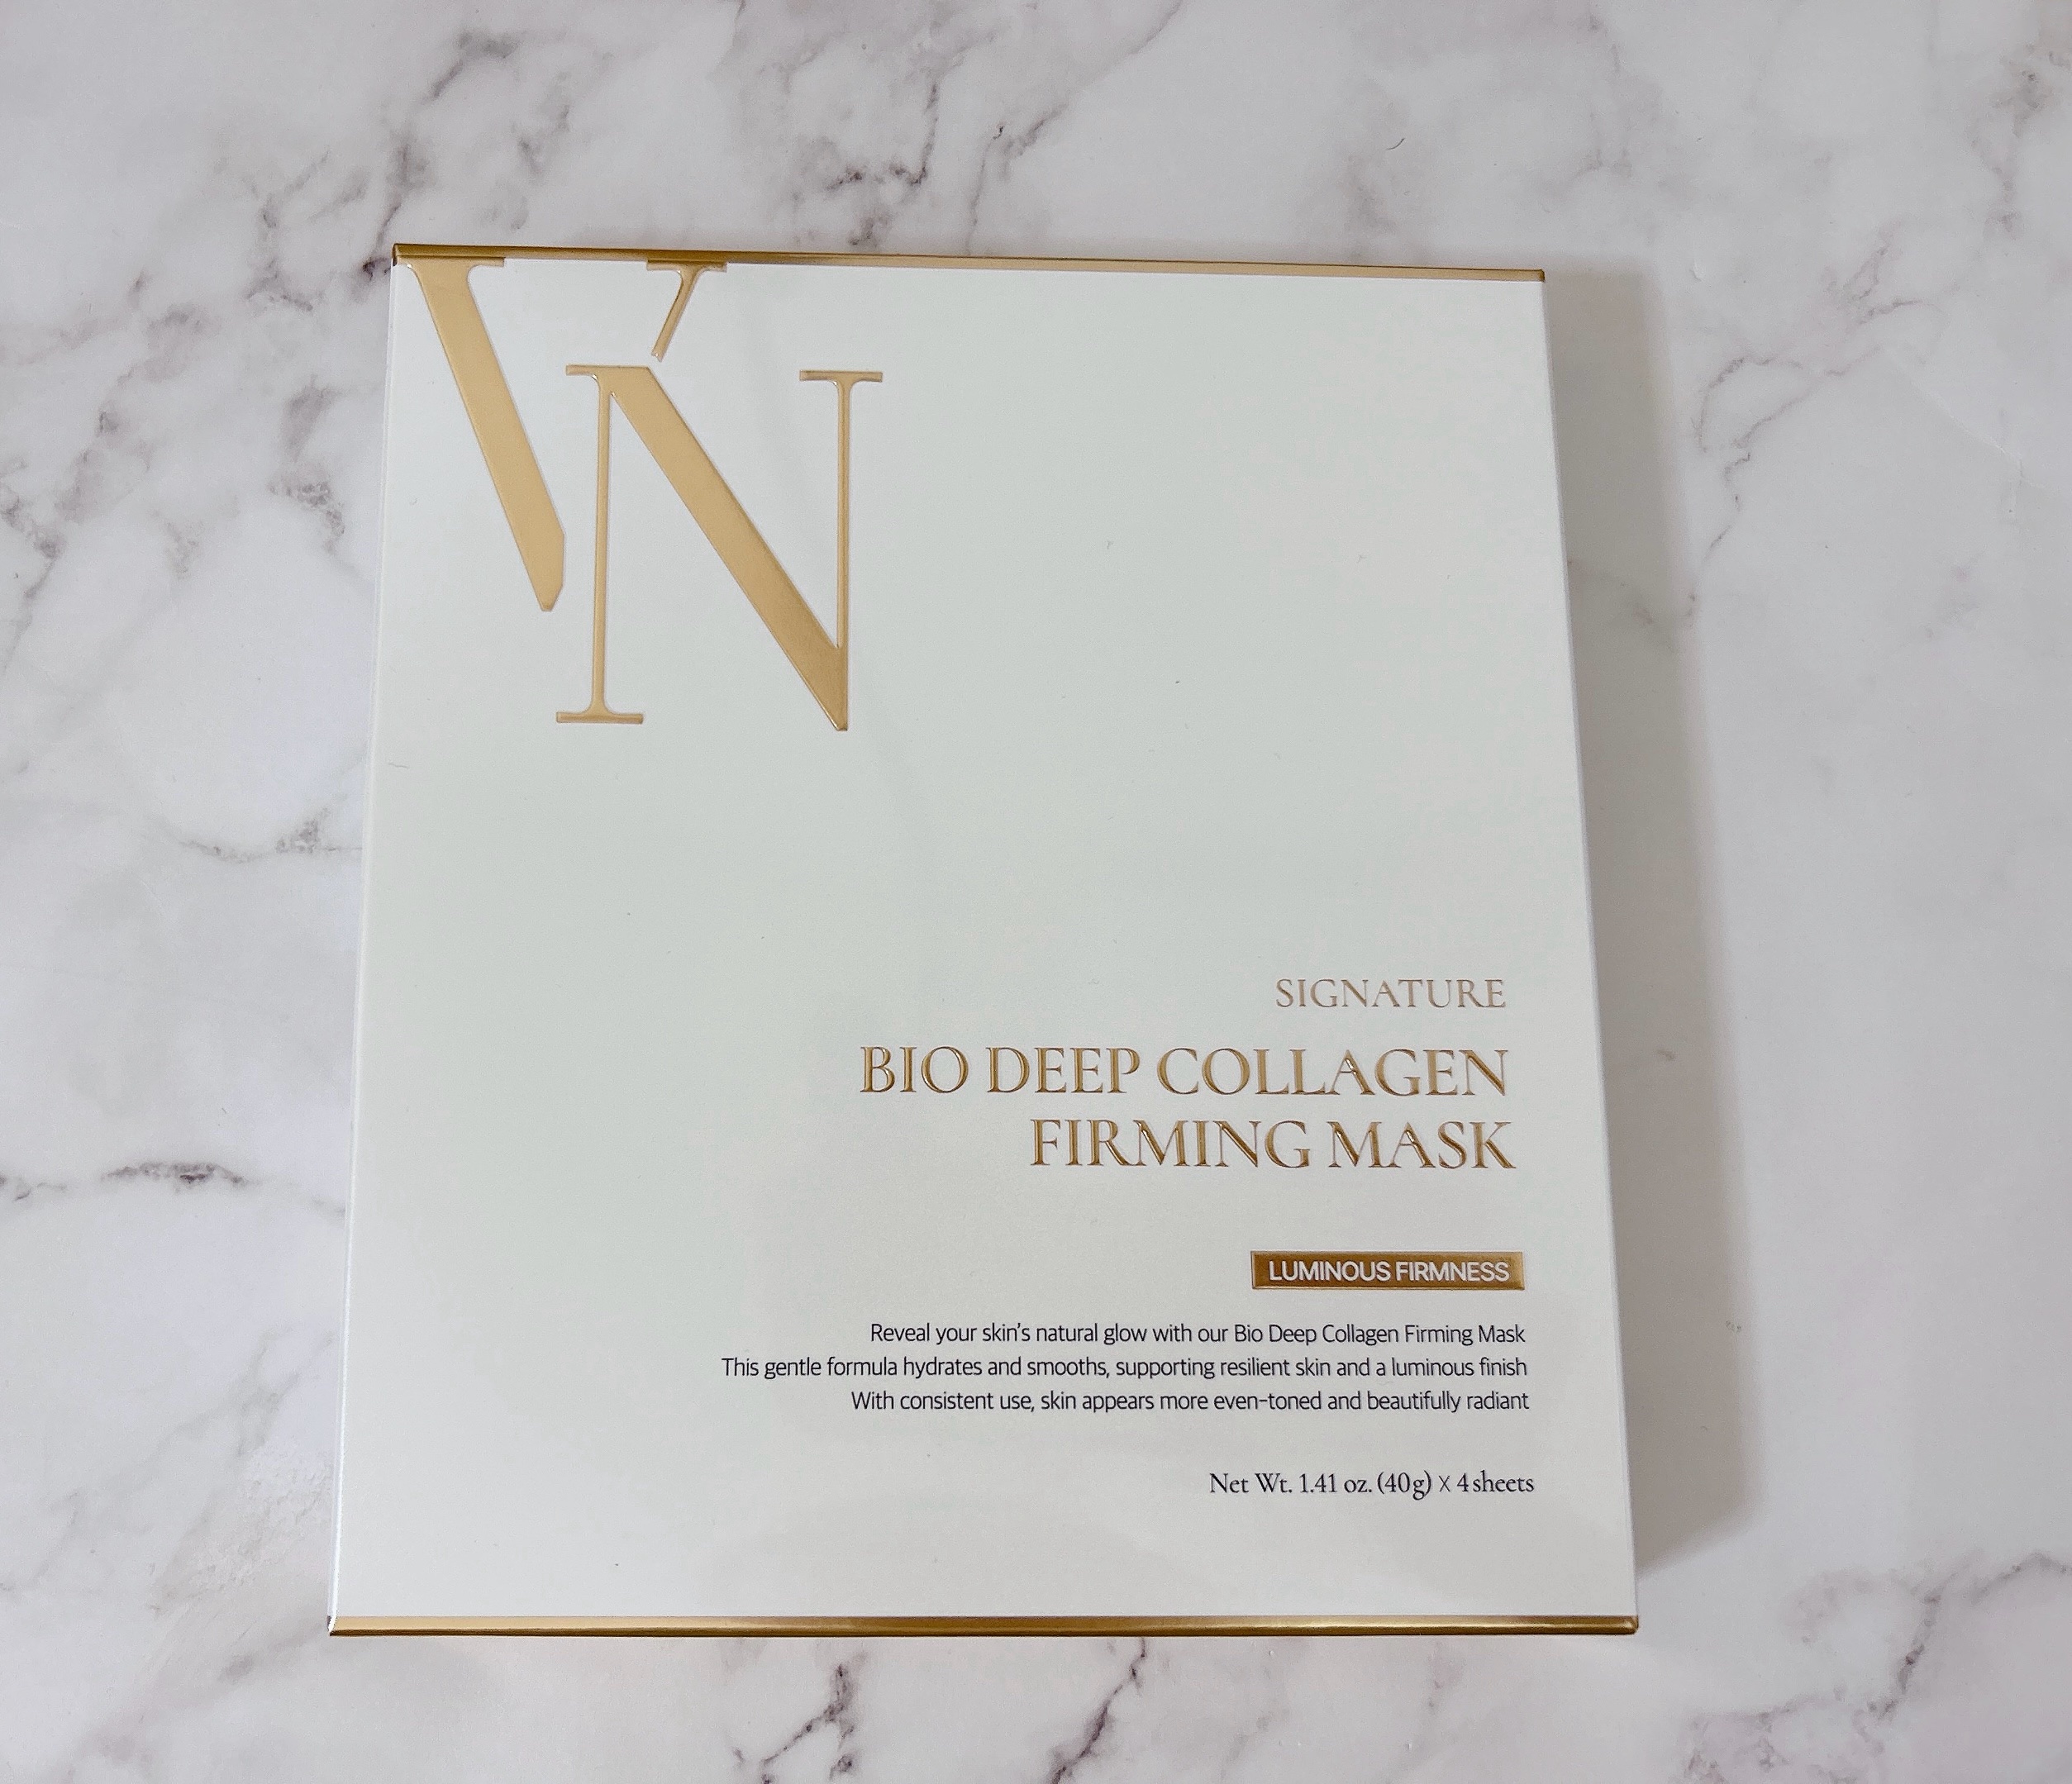 VN
SIGNATURE
BIO DEEP COLLAGEN
FIRMING MASK
LUMINOUS FIRMNESS
Reveal your skin's natural glow with our Bio Deep Collagen Firming Mask
This gentle formula hydrates and smooths, supporting resilient skin and a luminous finish
With consistent use, skin appears more even-toned and beautifully radiant
Net Wt. 1.41 oz. (40g) X 4 sheets